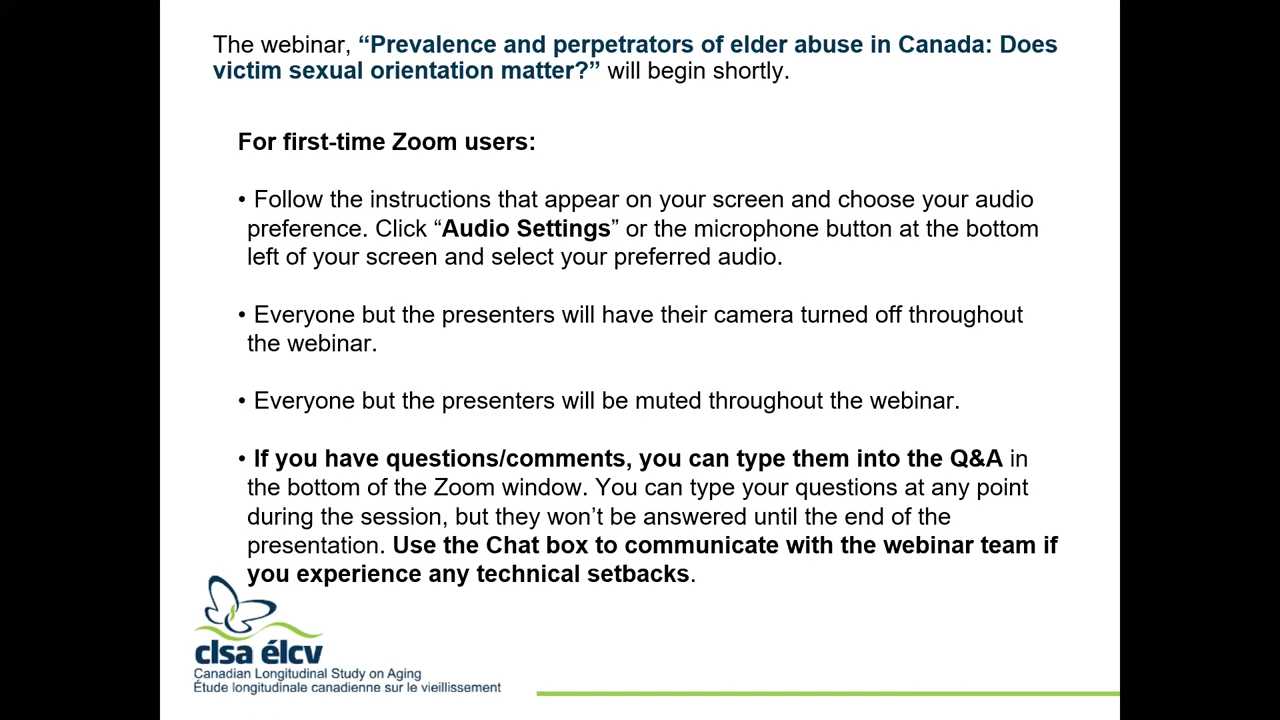 The webinar, “Prevalence and perpetrators of elder abuse in Canada: Does
victim sexual orientation matter?” will begin shortly.
For first-time Zoom users:
• Follow the instructions that appear on your screen and choose your audio
preference. Click “Audio Settings” or the microphone button at the bottom
left of your screen and select your preferred audio.
• Everyone but the presenters will have their camera turned off throughout
the webinar.
• Everyone but the presenters will be muted throughout the webinar.
• If you have questions/comments, you can type them into the Q&A in
the bottom of the Zoom window. You can type your questions at any point
during the session, but they won’t be answered until the end of the
presentation. Use the Chat box to communicate with the webinar team if
you experience any technical setbacks.
clsa élcv
Canadian Longitudinal Study on Aging
Étude longitudinale canadienne sur le vieillissement